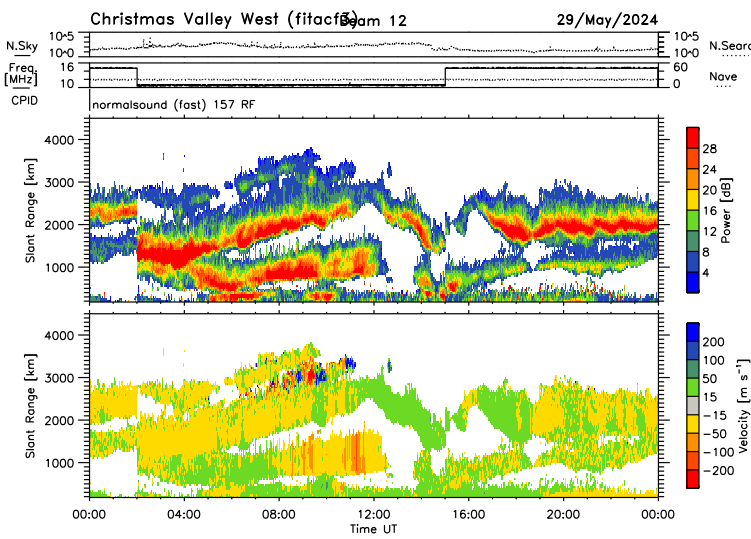 Christmas Valley West (fitacf3) Beam 12 29/May/2024
N.Sky 10^5 10^0 10^5 10^0 N.Sear
Freq [MHz] 16 10 60 0 Nave
CPID normalsound (fast) 157 RF
Slant Range [km] 4000 3000 2000 1000
Power [dB] 28 24 20 16 12 8 4
Slant Range [km] 4000 3000 2000 1000
Velocity [m s⁻¹] 200 100 50 15 -15 -50 -100 -200
00:00 04:00 08:00 12:00 16:00 20:00 00:00
Time UT